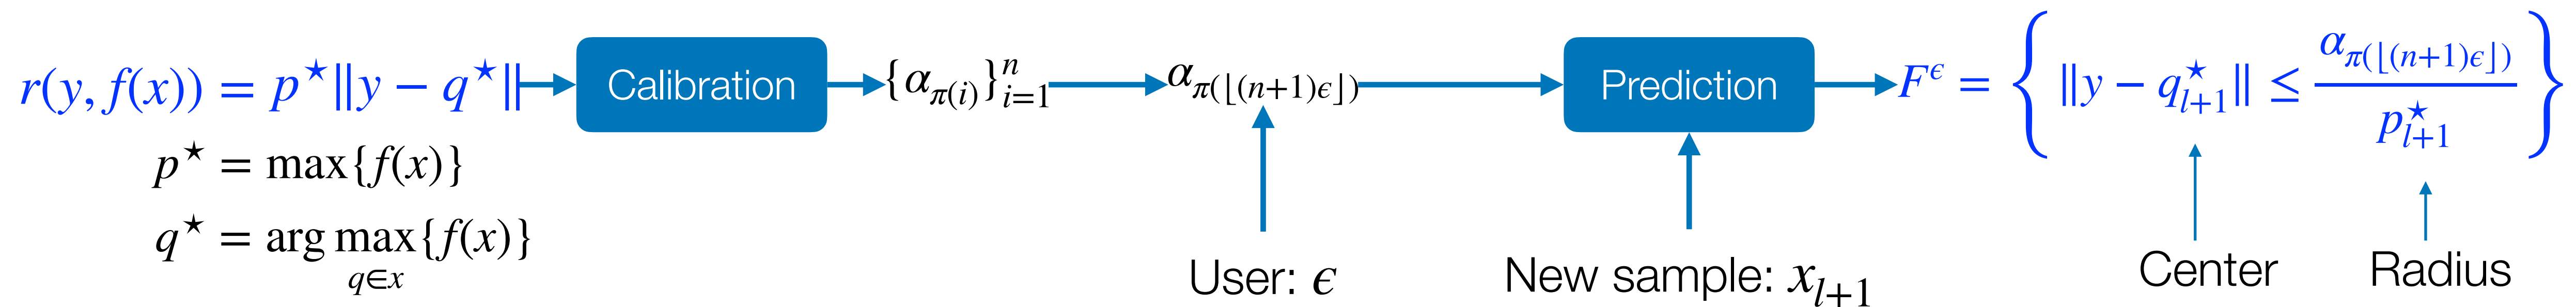 r(y, f(x)) = p⋆‖y − q⋆‖
Calibration
{α_{π(i)}}_{i=1}^{n}
α_{π(⌊(n+1)ϵ⌋)}
Prediction
F^ϵ = { ‖y − q⋆_{l+1}‖ ≤ α_{π(⌊(n+1)ϵ⌋)} / p⋆_{l+1} }
p⋆ = max{f(x)}
q⋆ = arg max_{q∈x}{f(x)}
User: ϵ
New sample: x_{l+1}
Center
Radius